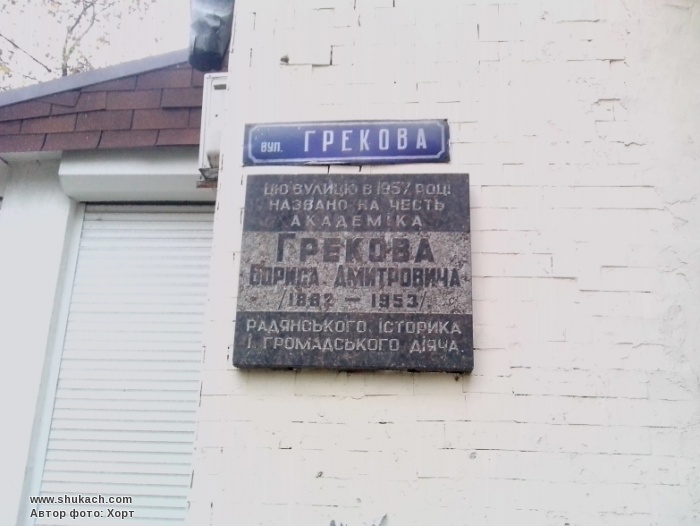 вул. ГРЕКОВА
ЦЮ ВУЛИЦЮ В 1957 РОЦІ
НАЗВАНО НА ЧЕСТЬ
АКАДЕМІКА
ГРЕКОВА
БОРИСА ДМИТРОВИЧА
/1882 – 1953/
РАДЯНСЬКОГО ІСТОРИКА
І ГРОМАДСЬКОГО ДІЯЧА.
www.shukach.com
Автор фото: Хорт